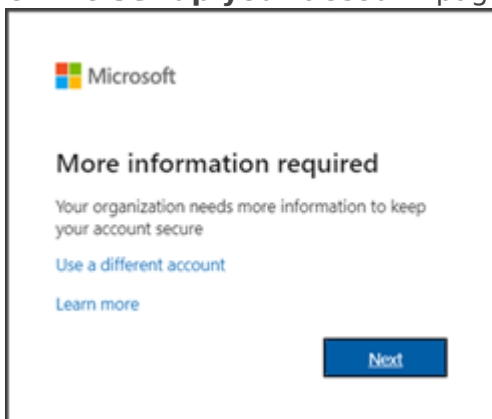 Microsoft
More information required
Your organization needs more information to keep
your account secure
Use a different account
Learn more
Next